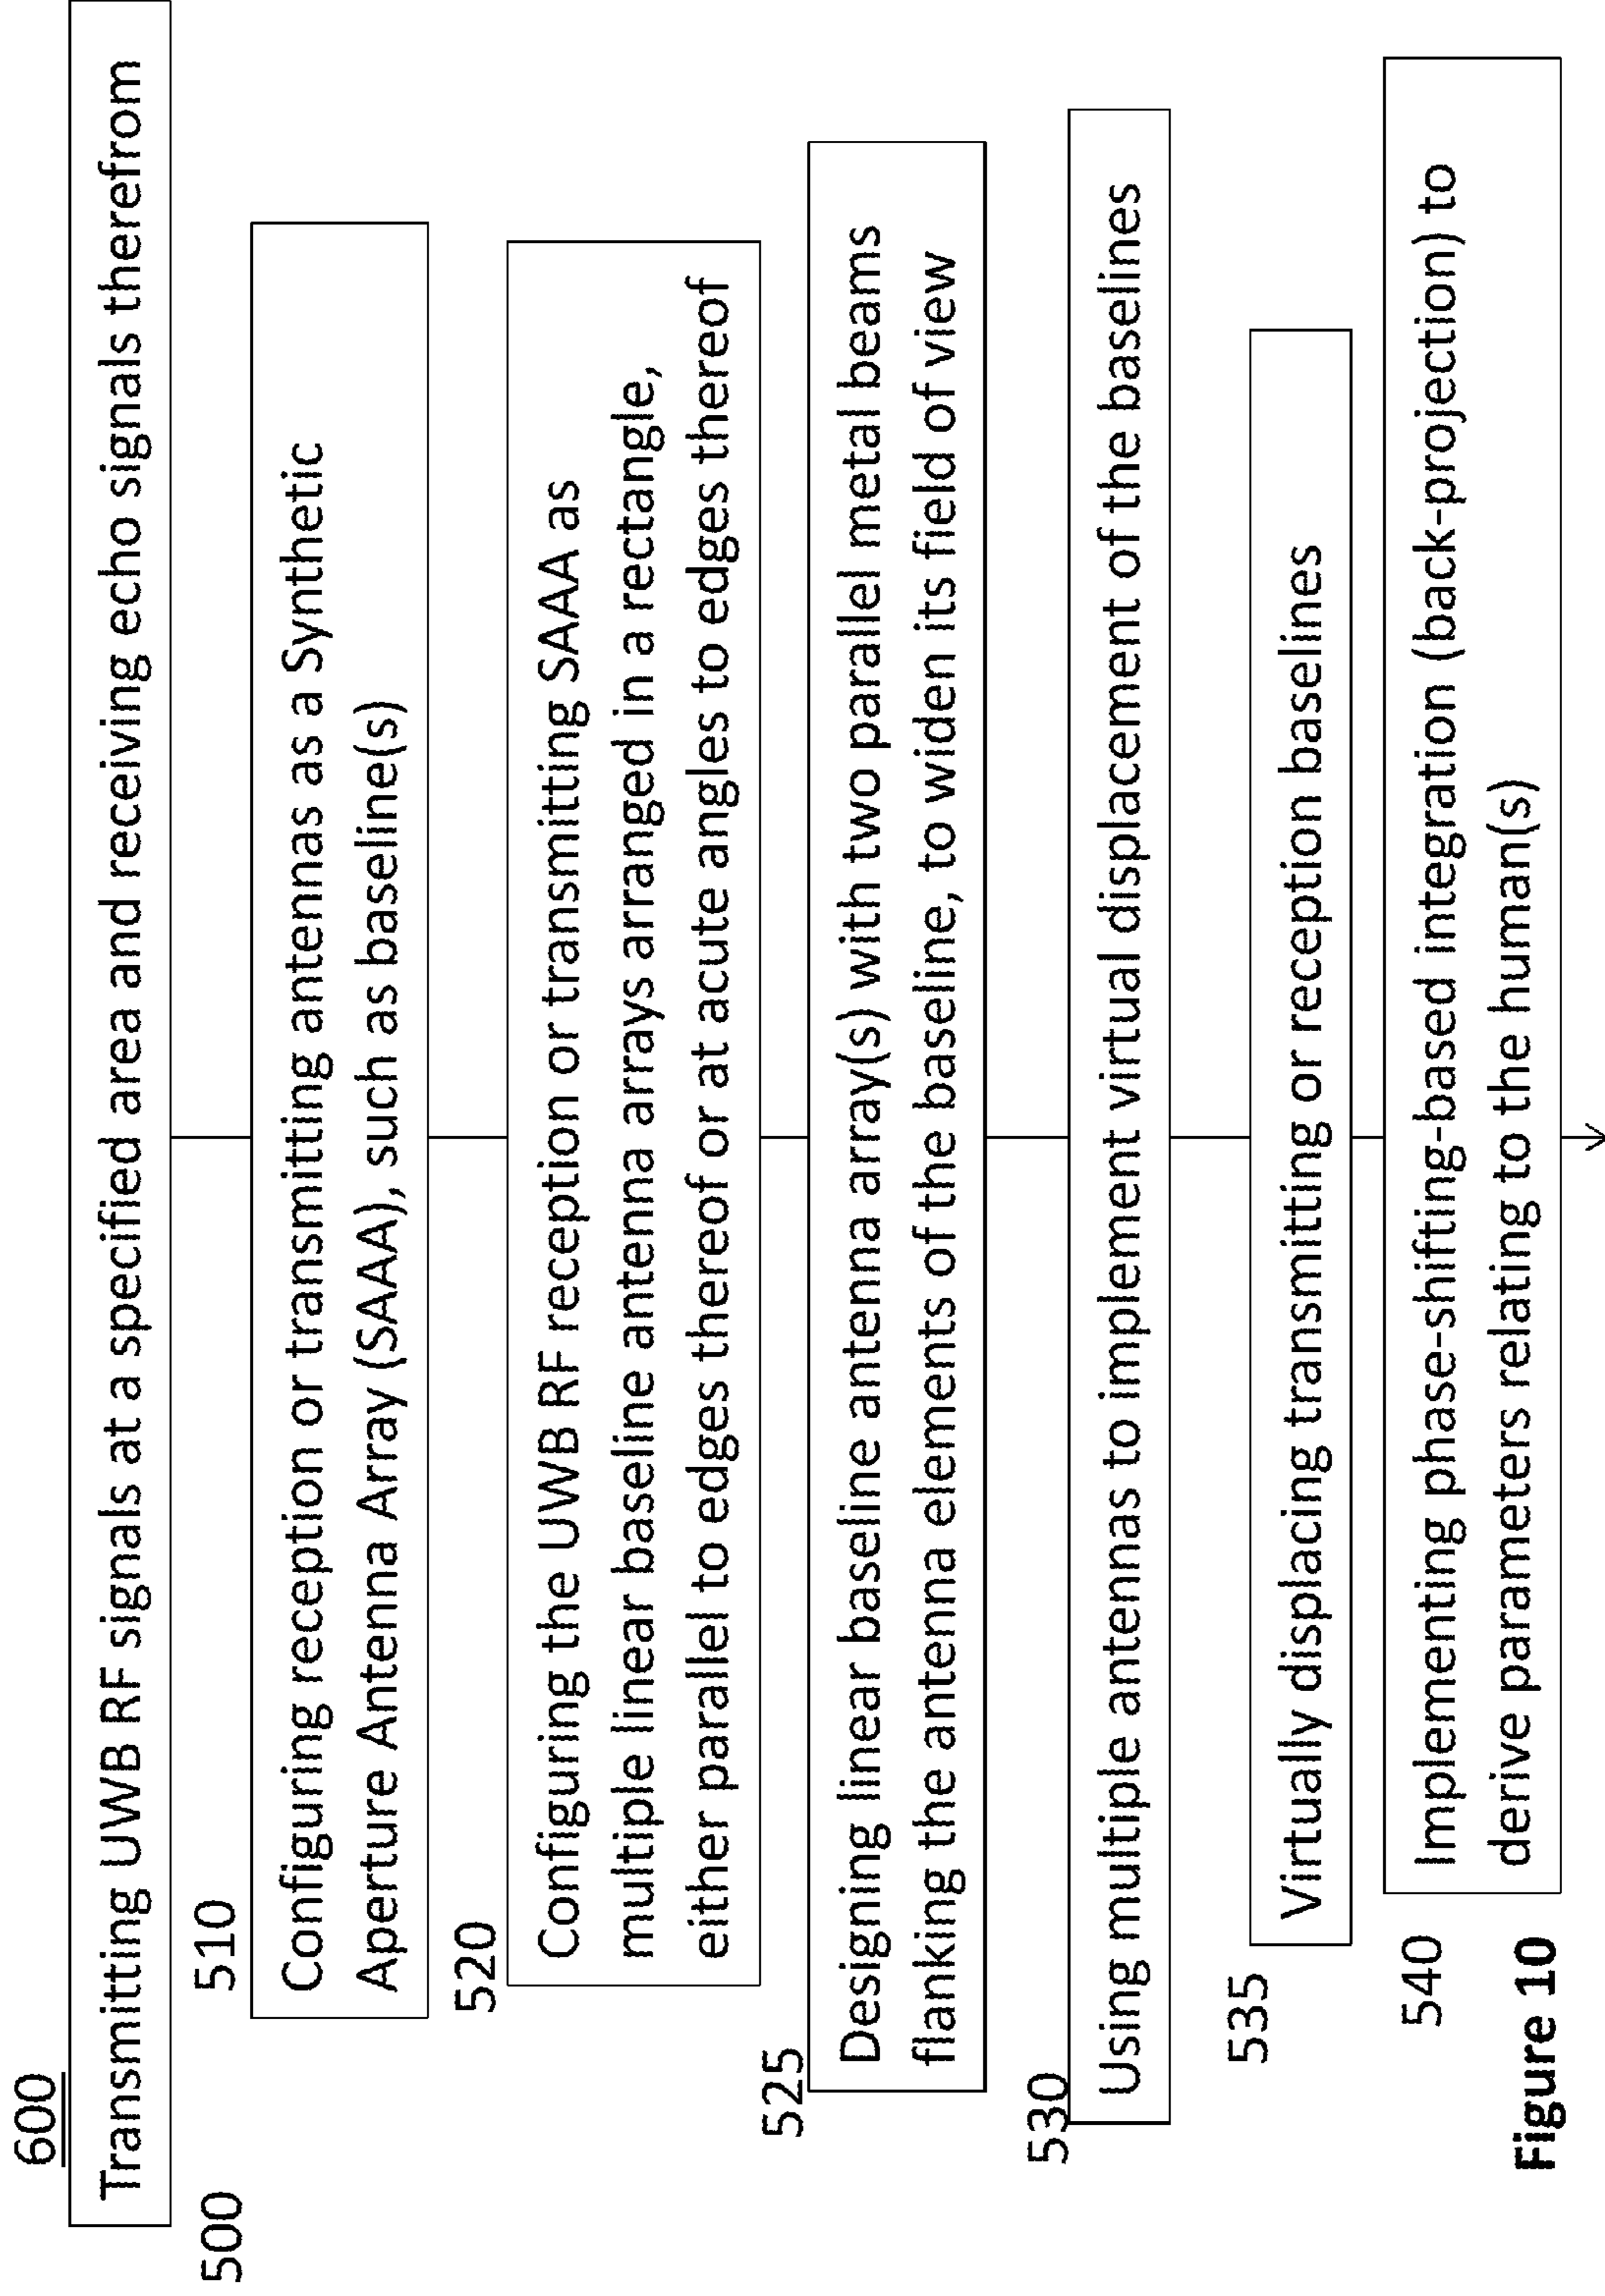 600
Transmitting UWB RF signals at a specified area and receiving echo signals therefrom
500
510
Configuring reception or transmitting antennas as a Synthetic
Aperture Antenna Array (SAAA), such as baseline(s)
520
Configuring the UWB RF reception or transmitting SAAA as
multiple linear baseline antenna arrays arranged in a rectangle,
either parallel to edges thereof or at acute angles to edges thereof
525
Designing linear baseline antenna array(s) with two parallel metal beams
flanking the antenna elements of the baseline, to widen its field of view
530
Using multiple antennas to implement virtual displacement of the baselines
535
Virtually displacing transmitting or reception baselines
540
Implementing phase-shifting-based integration (back-projection) to
derive parameters relating to the human(s)
Figure 10